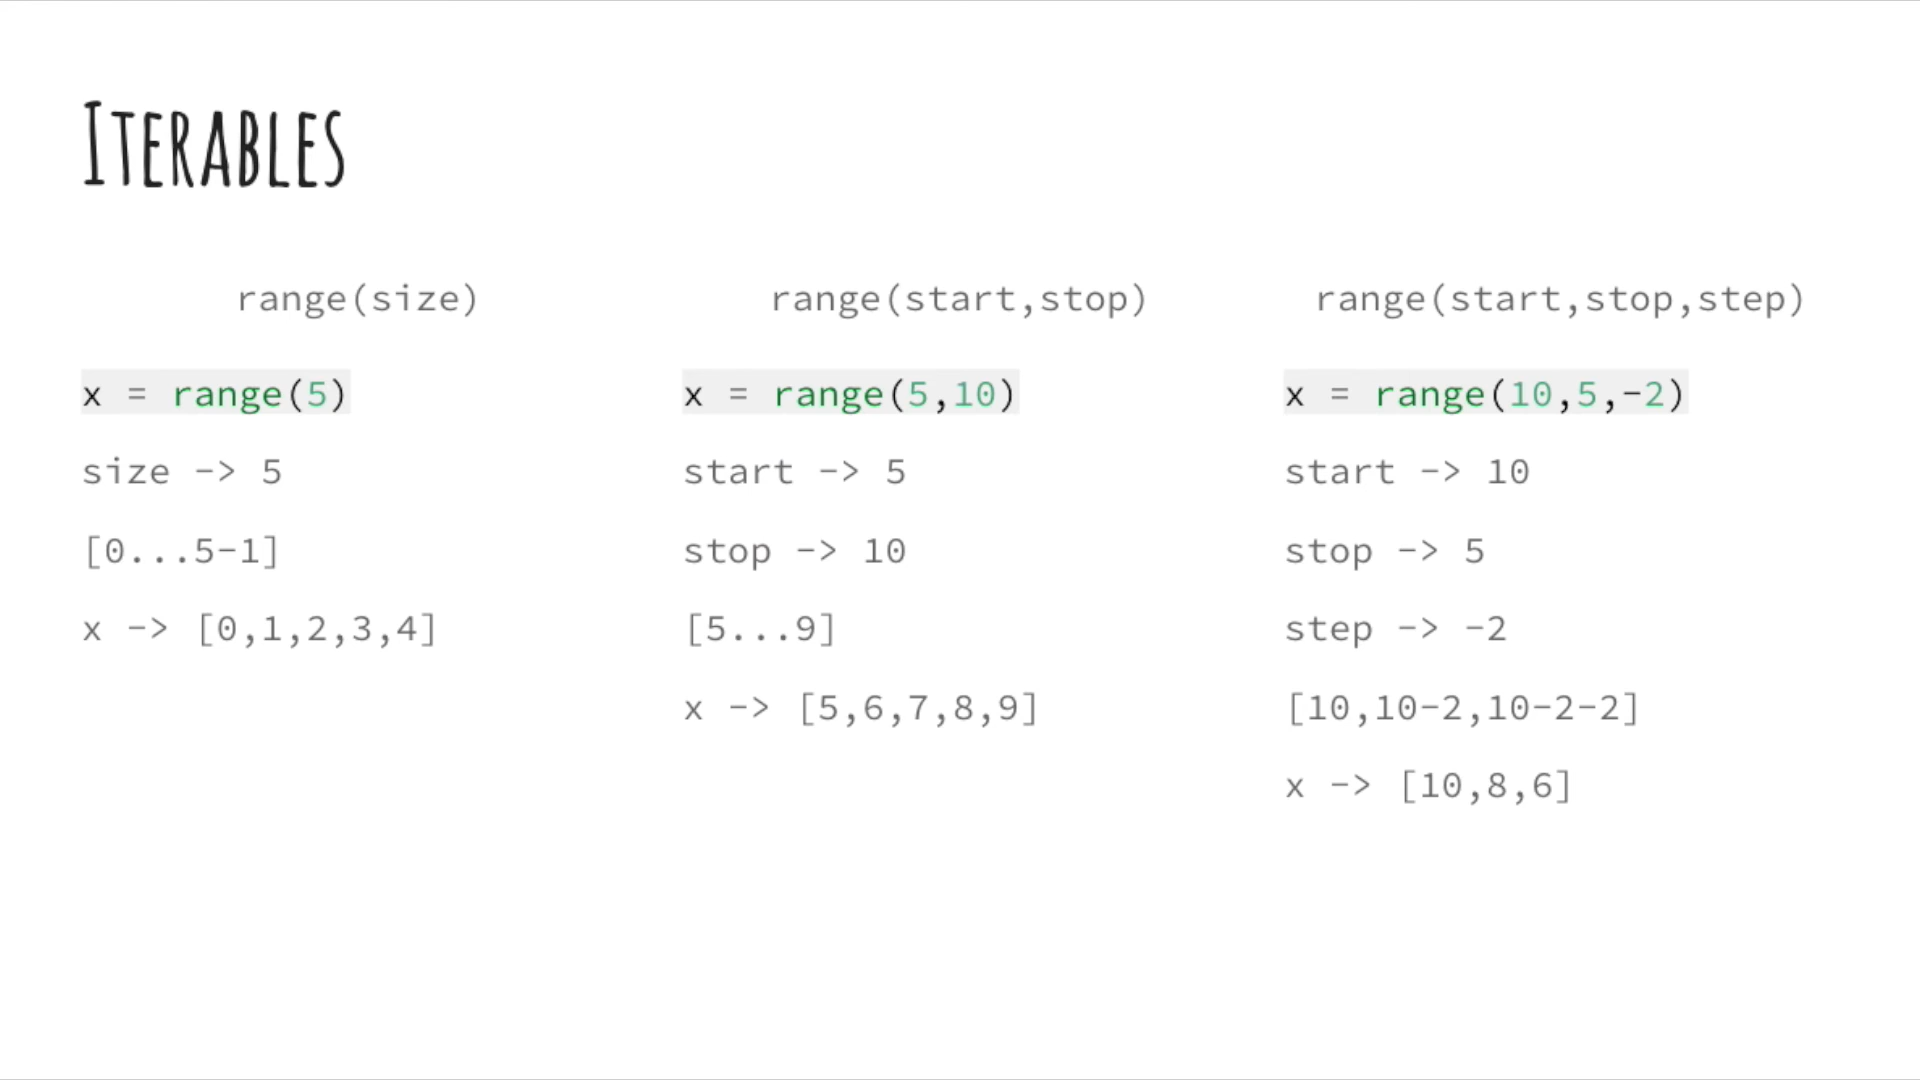 ITERABLES
range(size)
x = range(5)
size -> 5
[0...5-1]
x -> [0,1,2,3,4]
range(start,stop)
x = range(5,10)
start -> 5
stop -> 10
[5...9]
x -> [5,6,7,8,9]
range(start,stop,step)
x = range(10,5,-2)
start -> 10
stop -> 5
step -> -2
[10,10-2,10-2-2]
x -> [10,8,6]